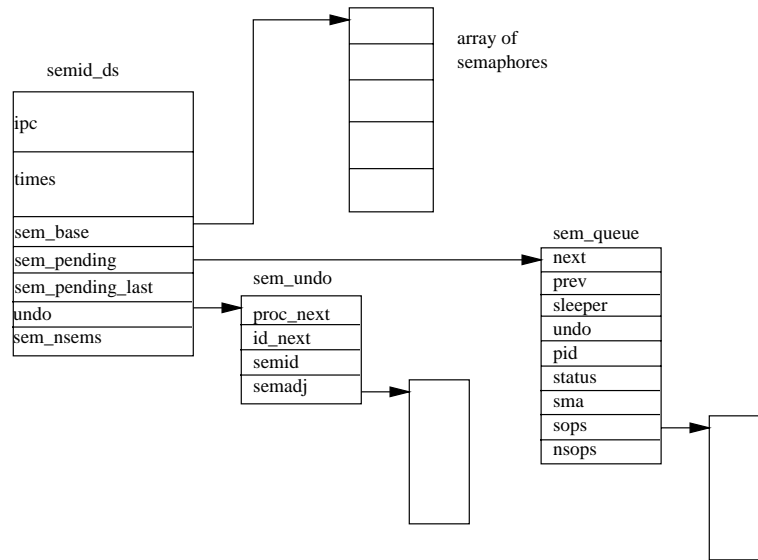 array of
semaphores
semid_ds
ipc
times
sem_base
sem_pending
sem_pending_last
undo
sem_nsems
sem_undo
proc_next
id_next
semid
semadj
sem_queue
next
prev
sleeper
undo
pid
status
sma
sops
nsops